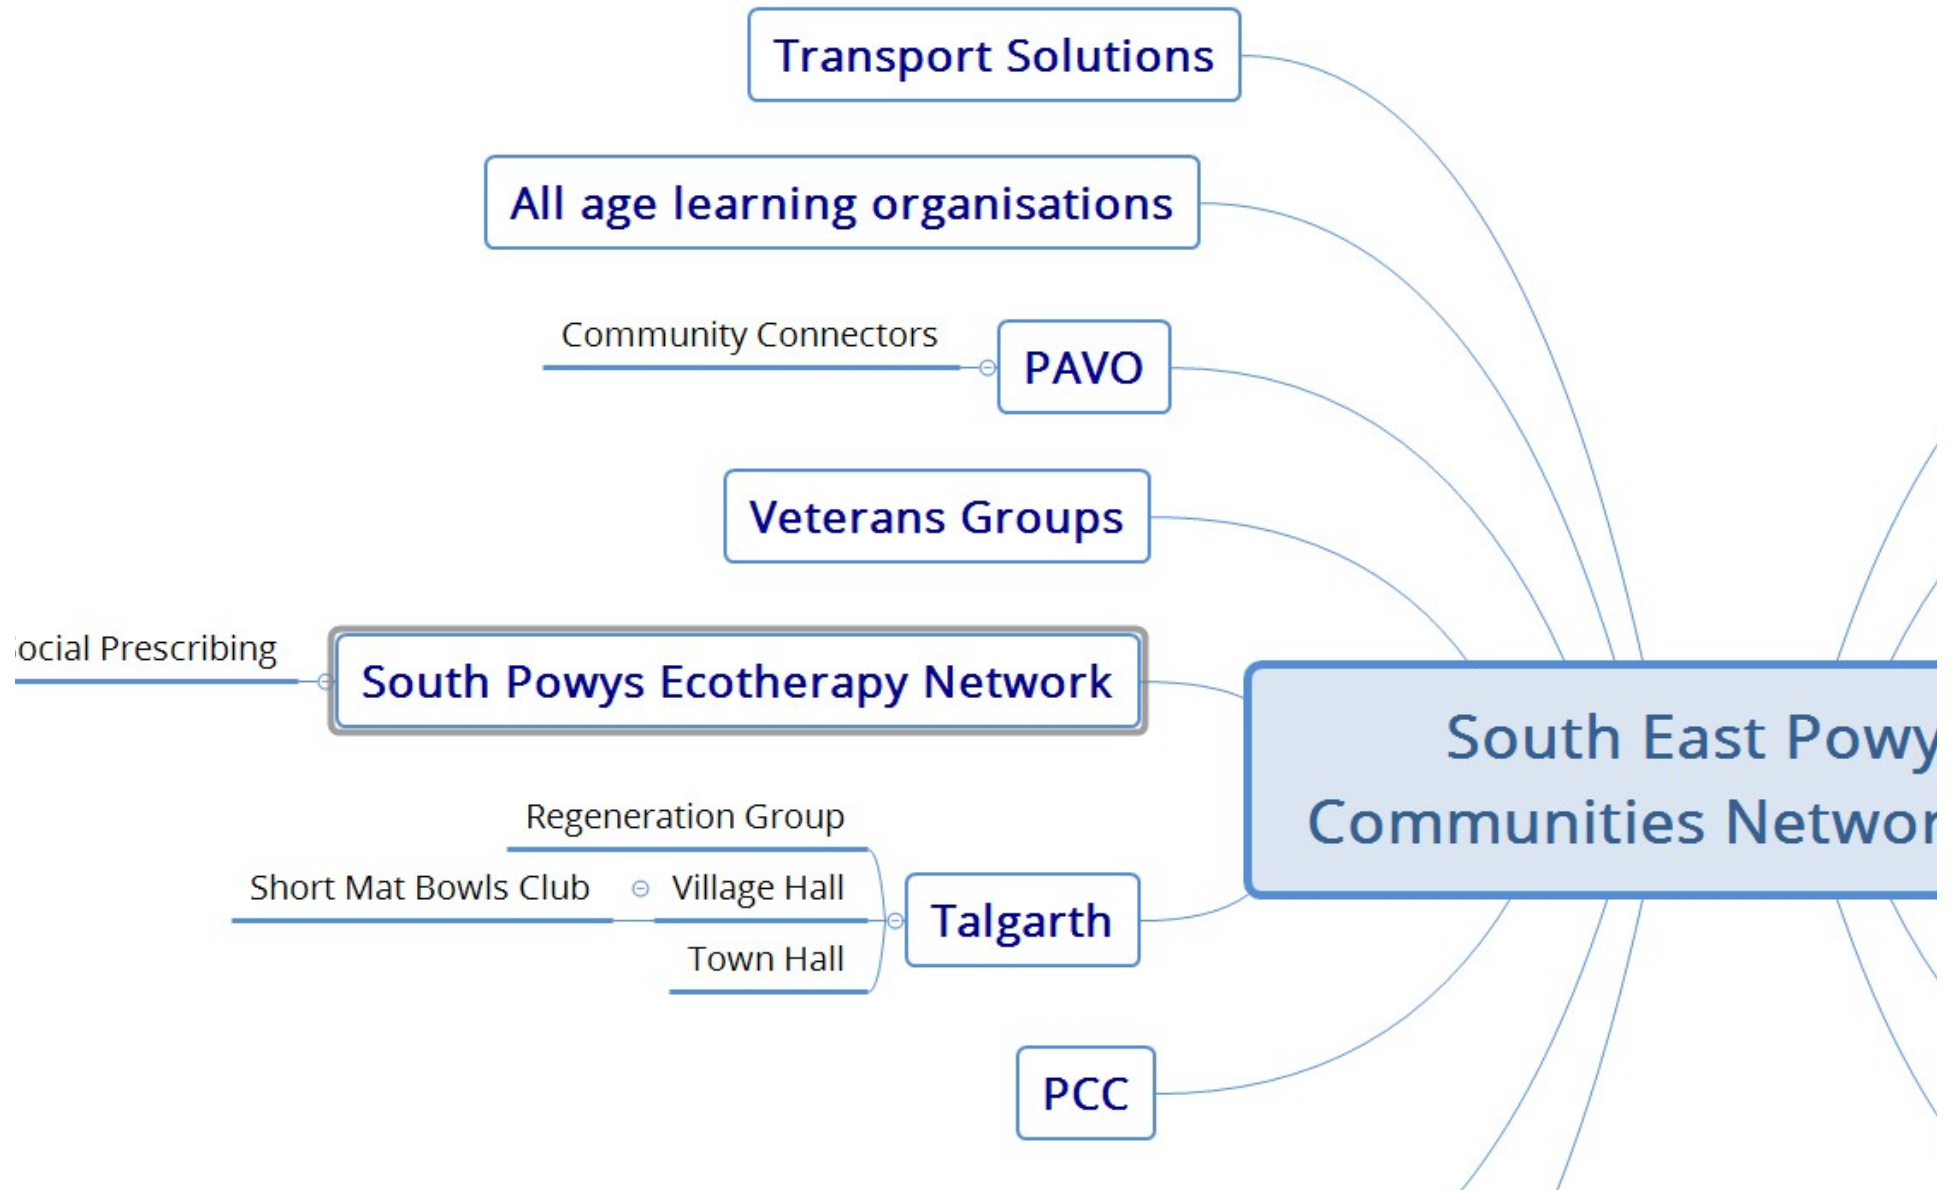 Transport Solutions
All age learning organisations
Community Connectors
PAVO
Veterans Groups
ocial Prescribing
South Powys Ecotherapy Network
South East Powy
Communities Networ
Regeneration Group
Short Mat Bowls Club
Village Hall
Talgarth
Town Hall
PCC